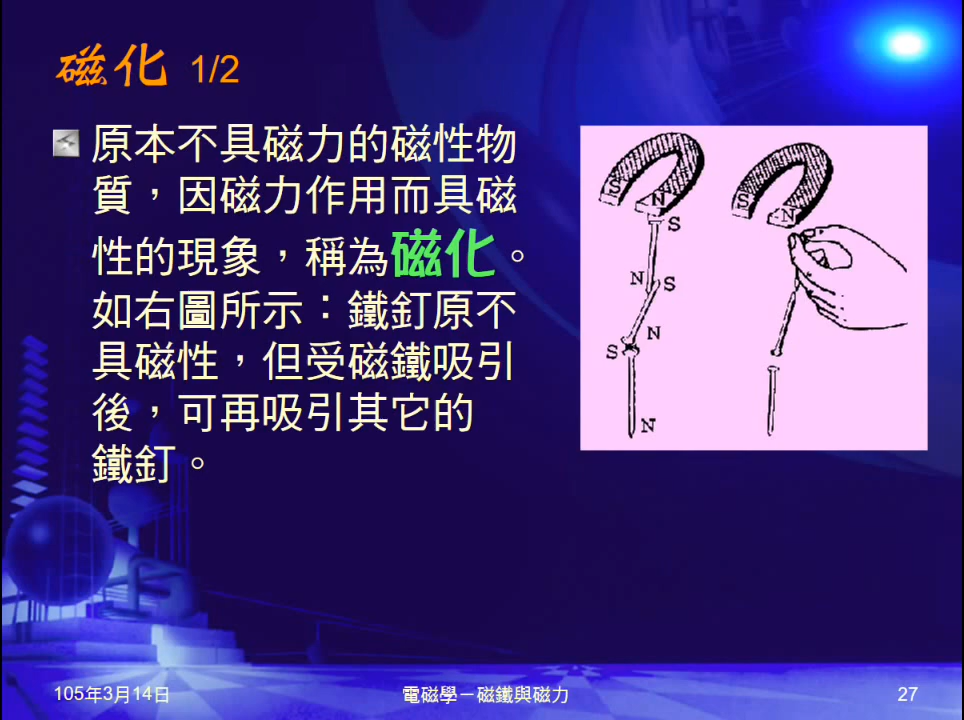 磁化 1/2
原本不具磁力的磁性物
質，因磁力作用而具磁
性的現象，稱為磁化。
如右圖所示：鐵釘原不
具磁性，但受磁鐵吸引
後，可再吸引其它的
鐵釘。
S
N
S
N
S
N
S
N
S
N
105年3月14日
電磁學－磁鐵與磁力
27